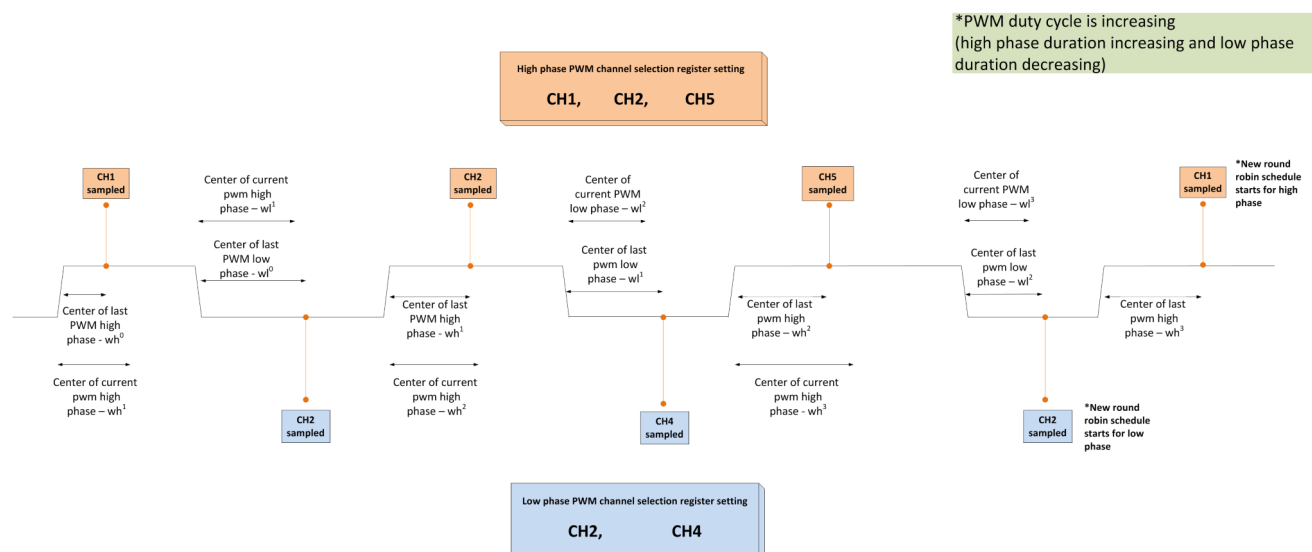 *PWM duty cycle is increasing
(high phase duration increasing and low phase
duration decreasing)
High phase PWM channel selection register setting
CH1, CH2, CH5
CH1
sampled
Center of current
pwm high
phase – wl¹
Center of last
PWM low
phase - wl⁰
CH2
sampled
Center of
current PWM
low phase – wl²
Center of last
pwm low
phase – wl¹
CH5
sampled
Center of
current PWM
low phase – wl³
Center of last
pwm low
phase – wl²
CH1
sampled
*New round
robin schedule
starts for high
phase
Center of last
PWM high
phase - wh⁰
Center of current
pwm high
phase – wh¹
CH2
sampled
Center of last
PWM high
phase - wh¹
Center of current
pwm high
phase – wh²
CH4
sampled
Center of last
pwm high
phase – wh²
Center of current
pwm high
phase - wh³
CH2
sampled
*New round
robin schedule
starts for low
phase
Center of last
pwm high
phase – wh³
Low phase PWM channel selection register setting
CH2, CH4